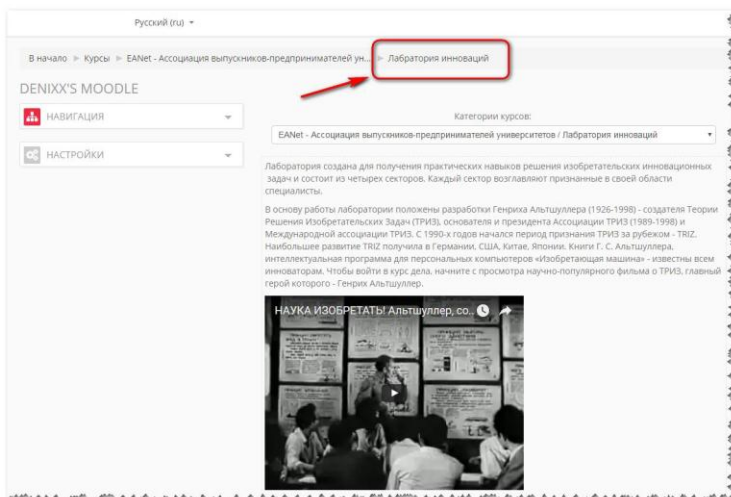 Русский (ru)
В начало ► Курсы ► EANet - Ассоциация выпускников-предпринимателей ун... ► Лабратория инноваций
DENIXX'S MOODLE
НАВИГАЦИЯ
Категории курсов:
EANet - Ассоциация выпускников-предпринимателей университетов / Лабратория инноваций
НАСТРОЙКИ
Лаборатория создана для получения практических навыков решения изобретательских инновационных
задач и состоит из четырех секторов. Каждый сектор возглавляют признанные в своей области
специалисты.
В основу работы лаборатории положены разработки Генриха Альтшуллера (1926-1998) - создателя Теории
Решения Изобретательских Задач (ТРИЗ), основателя и президента Ассоциации ТРИЗ (1989-1998) и
Международной ассоциации ТРИЗ. С 1990-х годов начался период признания ТРИЗ за рубежом - TRIZ.
Наибольшее развитие TRIZ получила в Германии, США, Китае, Японии. Книги Г. С. Альтшуллера,
интеллектуальная программа для персональных компьютеров «Изобретающая машина» - известны всем
инноваторам. Чтобы войти в курс дела, начните с просмотра научно-популярного фильма о ТРИЗ, главный
герой которого - Генрих Альтшуллер.
НАУКА ИЗОБРЕТАТЬ! Альтшуллер, со...